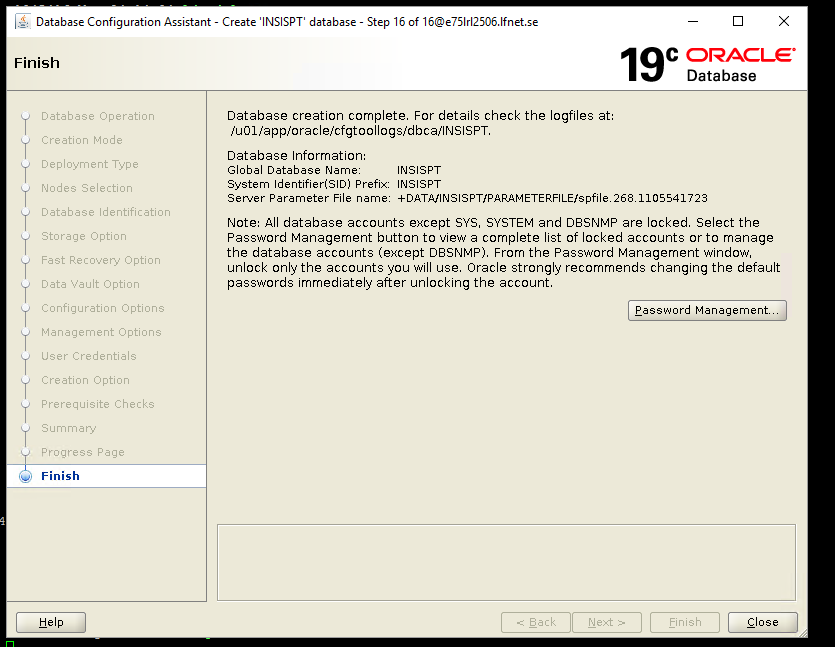 Database Configuration Assistant - Create 'INSISPT' database - Step 16 of 16@e75lrl2506.lfnet.se
Finish
19c ORACLE
Database
Database Operation
Creation Mode
Deployment Type
Nodes Selection
Database Identification
Storage Option
Fast Recovery Option
Data Vault Option
Configuration Options
Management Options
User Credentials
Creation Option
Prerequisite Checks
Summary
Progress Page
Finish
Database creation complete. For details check the logfiles at:
/u01/app/oracle/cfgtoollogs/dbca/INSISPT.
Database Information:
Global Database Name: INSISPT
System Identifier(SID) Prefix: INSISPT
Server Parameter File name: +DATA/INSISPT/PARAMETERFILE/spfile.268.1105541723
Note: All database accounts except SYS, SYSTEM and DBSNMP are locked. Select the
Password Management button to view a complete list of locked accounts or to manage
the database accounts (except DBSNMP). From the Password Management window,
unlock only the accounts you will use. Oracle strongly recommends changing the default
passwords immediately after unlocking the account.
Password Management...
4
Help
< Back
Next >
Finish
Close